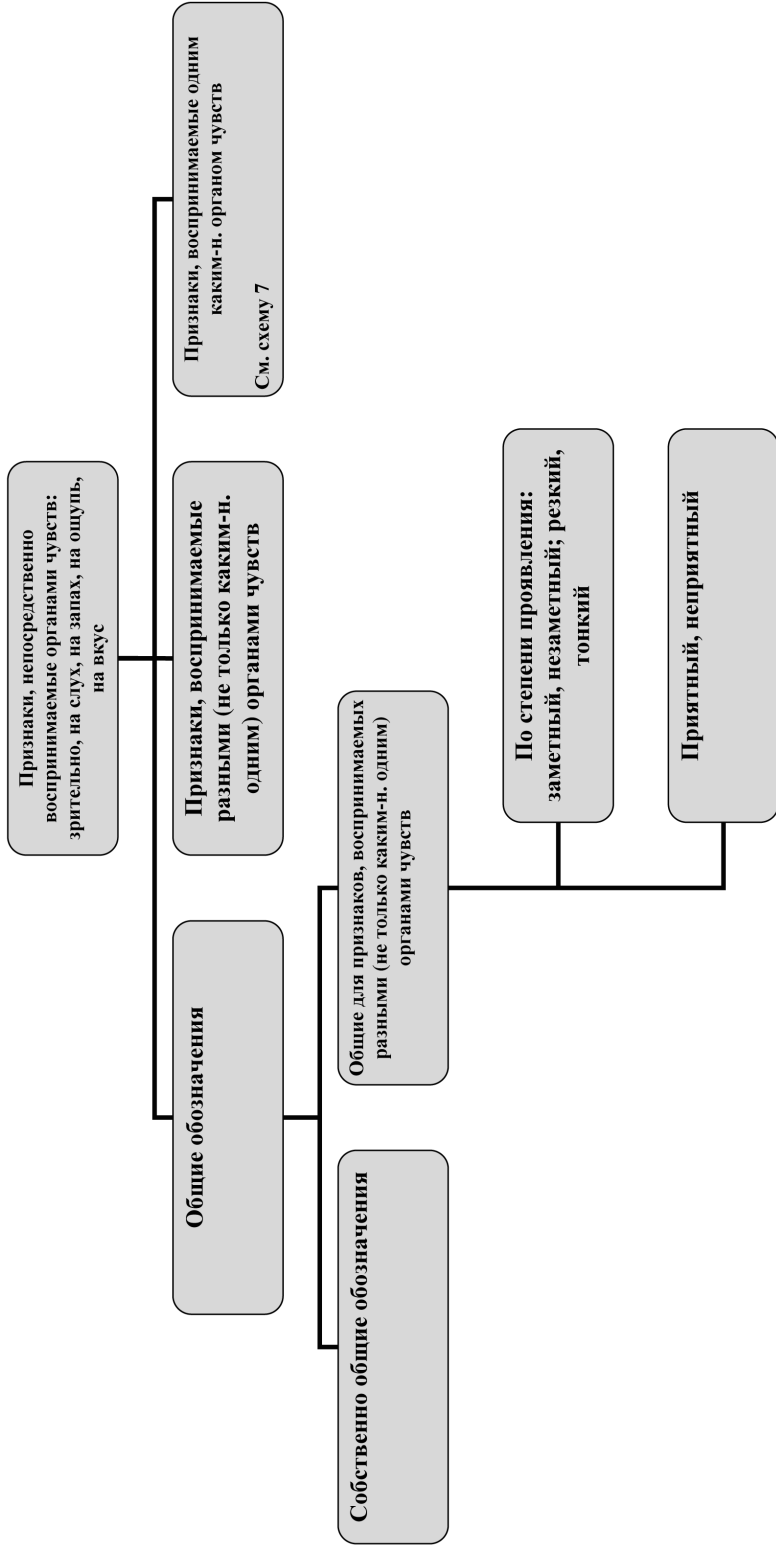 Признаки, непосредственно
воспринимаемые органами чувств:
зрительно, на слух, на запах, на ощупь,
на вкус
Общие обозначения
Признаки, воспринимаемые
разными (не только каким-н.
одним) органами чувств
Признаки, воспринимаемые одним
каким-н. органом чувств
См. схему 7
Собственно общие обозначения
Общие для признаков, воспринимаемых
разными (не только каким-н. одним)
органами чувств
По степени проявления:
заметный, незаметный; резкий,
тонкий
Приятный, неприятный